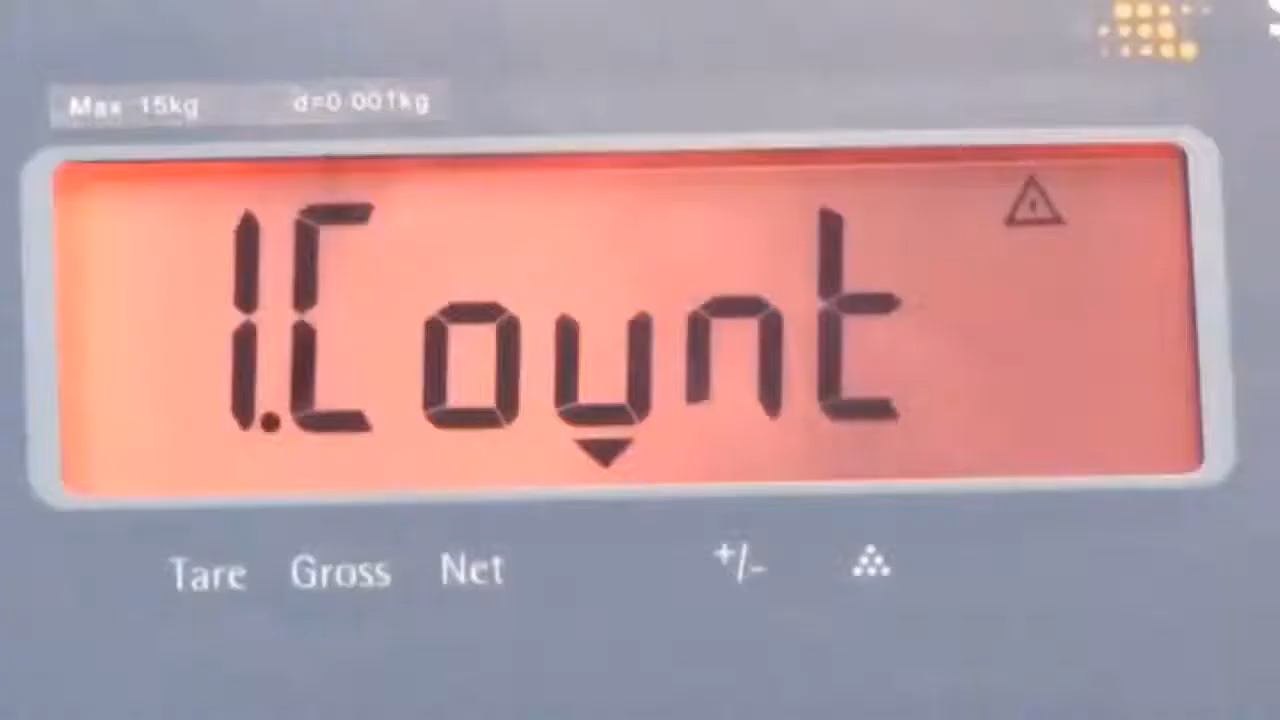 Max 15kg d=0.001kg
1.Count
Tare Gross Net +/-